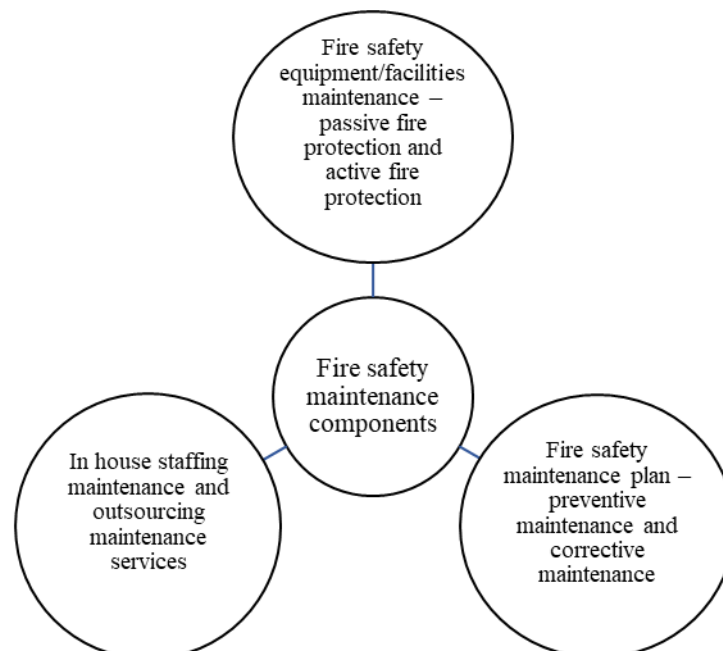 Fire safety
equipment/facilities
maintenance –
passive fire
protection and
active fire
protection
Fire safety
maintenance
components
In house staffing
maintenance and
outsourcing
maintenance
services
Fire safety
maintenance plan –
preventive
maintenance and
corrective
maintenance